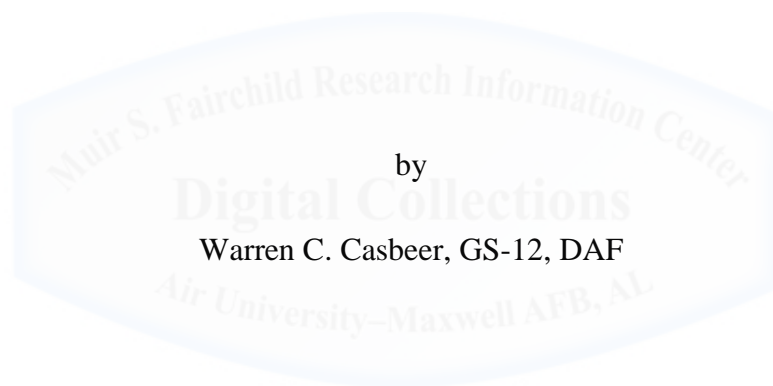 Muir S. Fairchild Research Information Center
by
Digital Collections
Warren C. Casbeer, GS-12, DAF
Air University–Maxwell AFB, AL